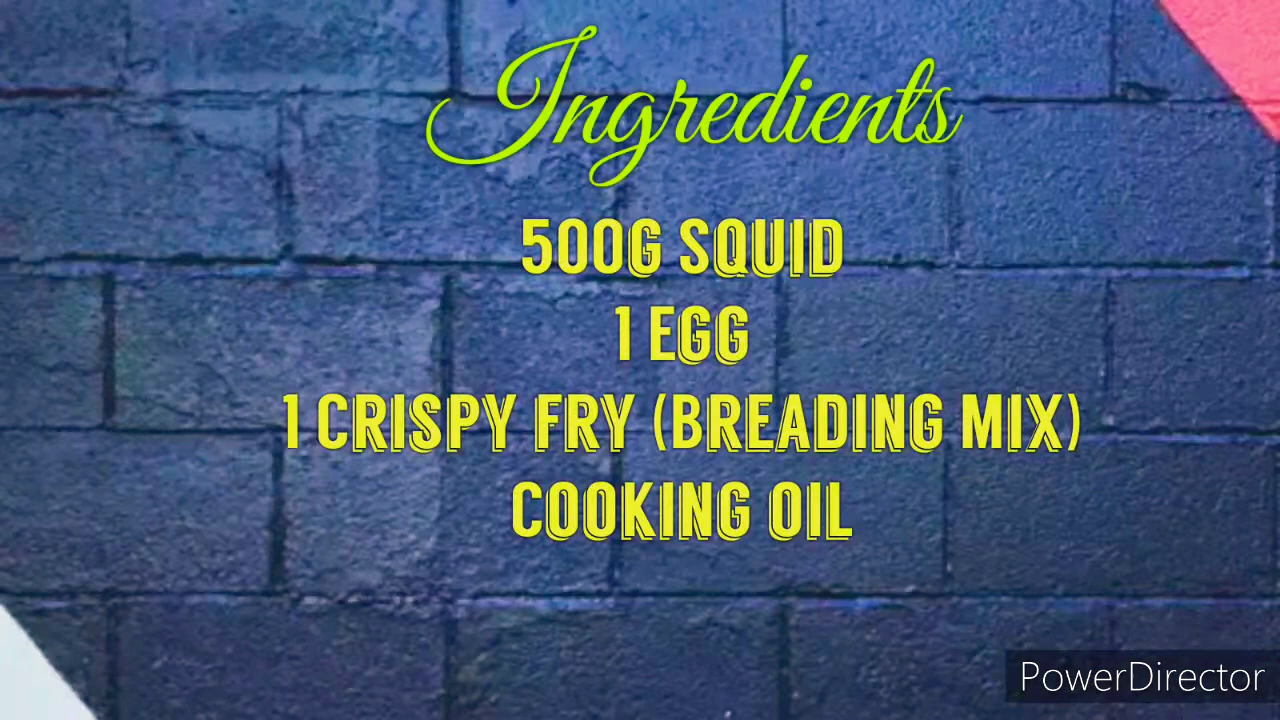 Ingredients
500G SQUID
1 EGG
1 CRISPY FRY (BREADING MIX)
COOKING OIL
PowerDirector